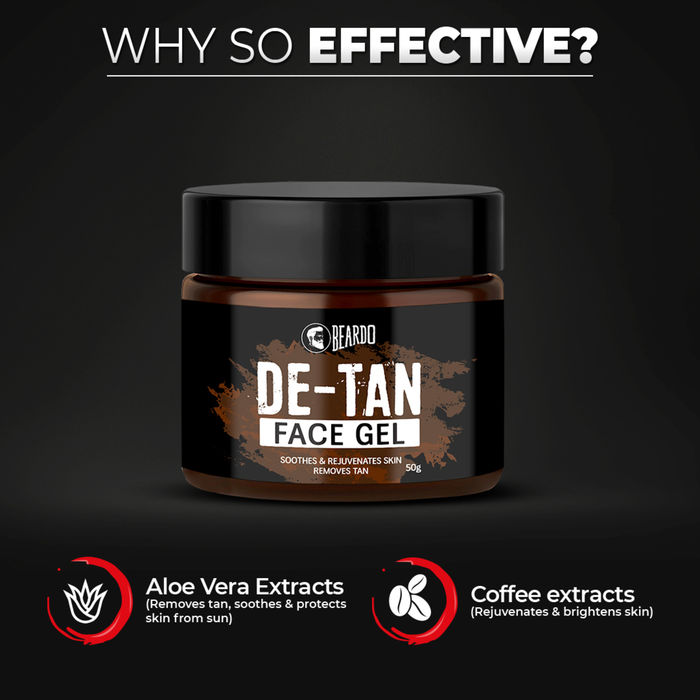 WHY SO EFFECTIVE?
BEARDO
DE-TAN
FACE GEL
SOOTHES & REJUVENATES SKIN
REMOVES TAN
50g
Aloe Vera Extracts
(Removes tan, soothes & protects
skin from sun)
Coffee extracts
(Rejuvenates & brightens skin)